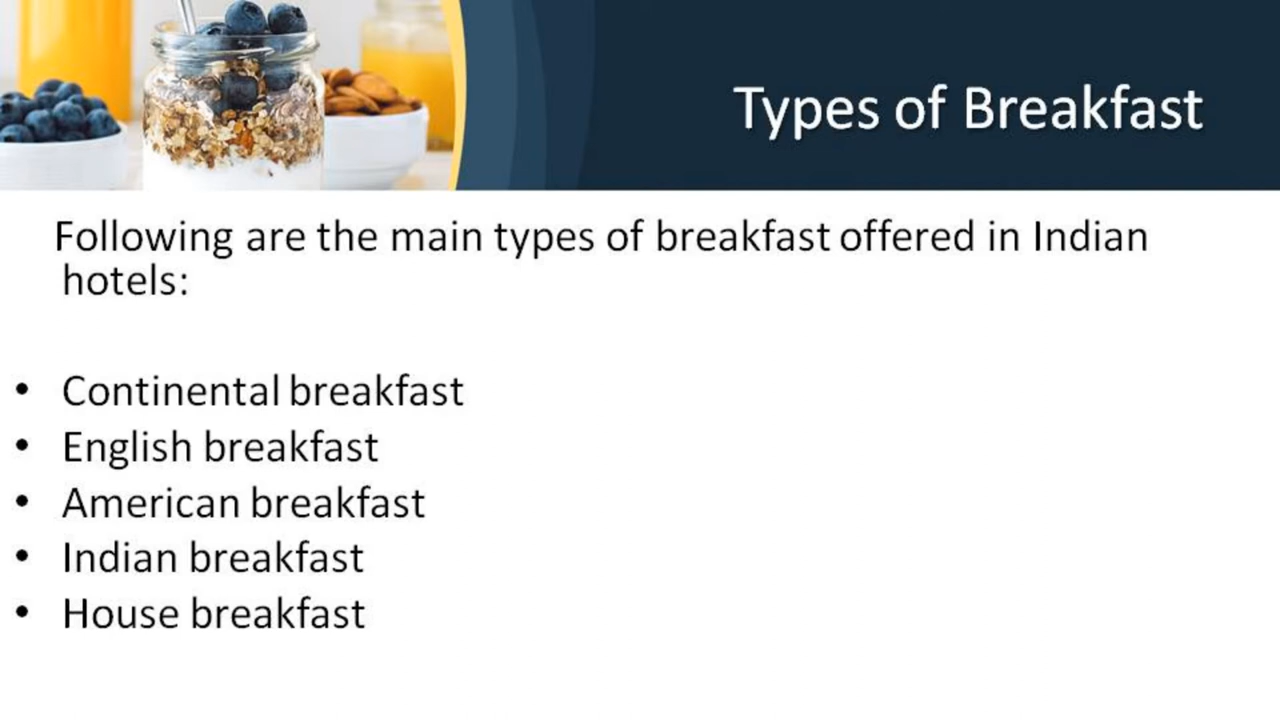 Types of Breakfast
Following are the main types of breakfast offered in Indian
hotels:
• Continental breakfast
• English breakfast
• American breakfast
• Indian breakfast
• House breakfast